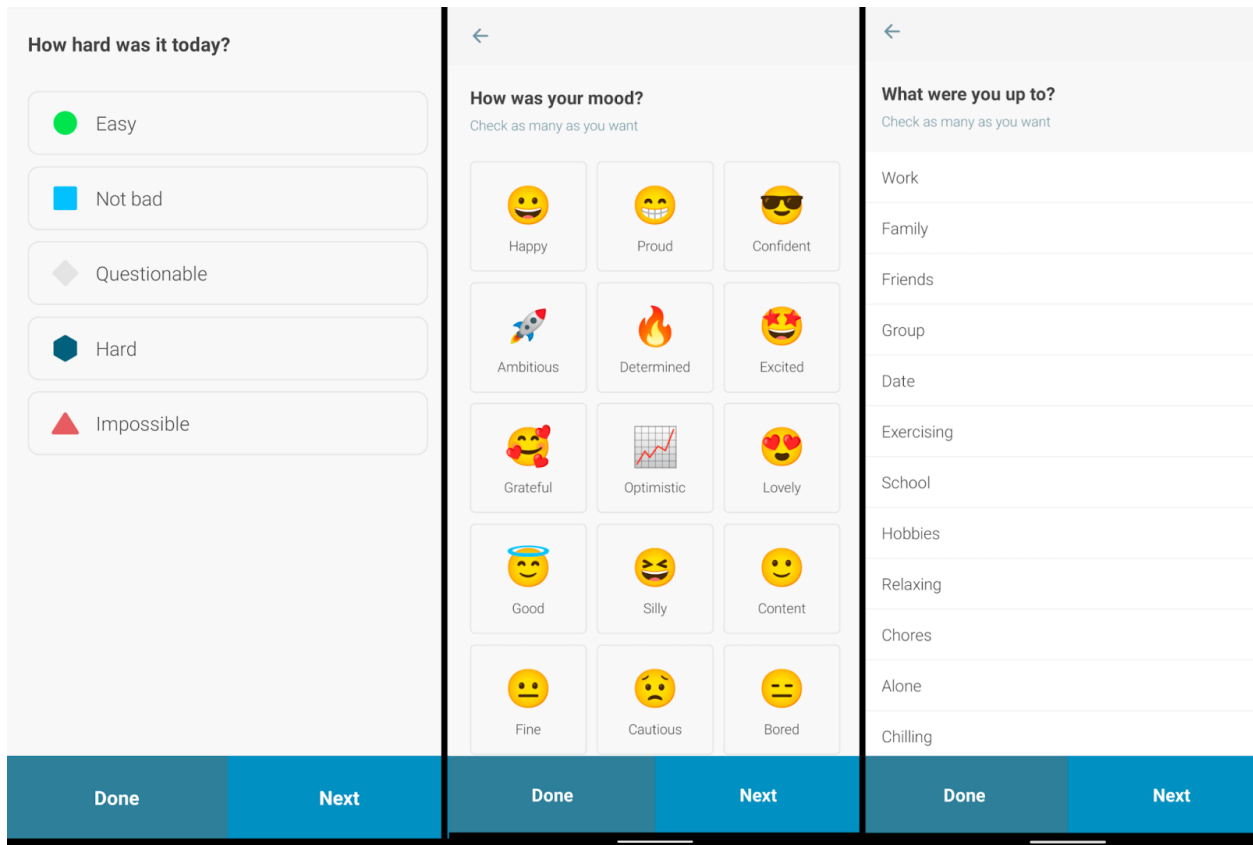 How hard was it today?
Easy
Not bad
Questionable
Hard
Impossible
Done
Next
How was your mood?
Check as many as you want
Happy
Proud
Confident
Ambitious
Determined
Excited
Grateful
Optimistic
Lovely
Good
Silly
Content
Fine
Cautious
Bored
Done
Next
What were you up to?
Check as many as you want
Work
Family
Friends
Group
Date
Exercising
School
Hobbies
Relaxing
Chores
Alone
Chilling
Done
Next